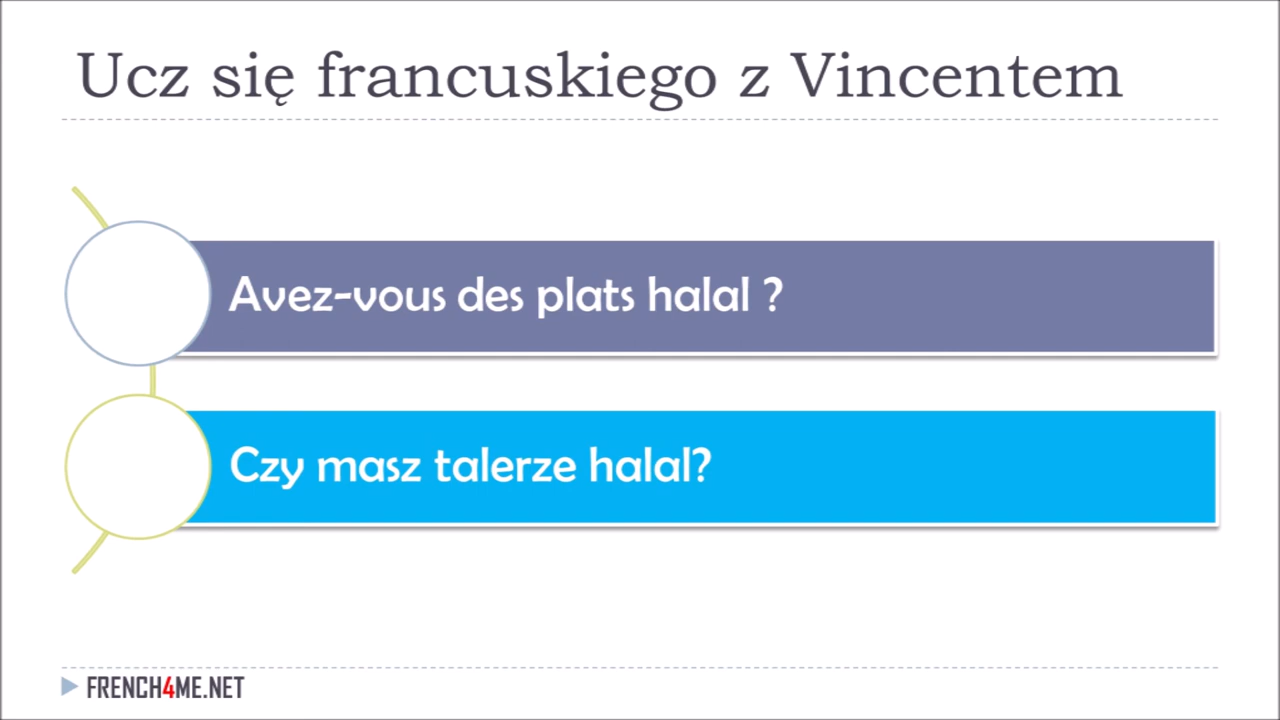 Ucz się francuskiego z Vincentem
Avez-vous des plats halal ?
Czy masz talerze halal?
FRENCH4ME.NET